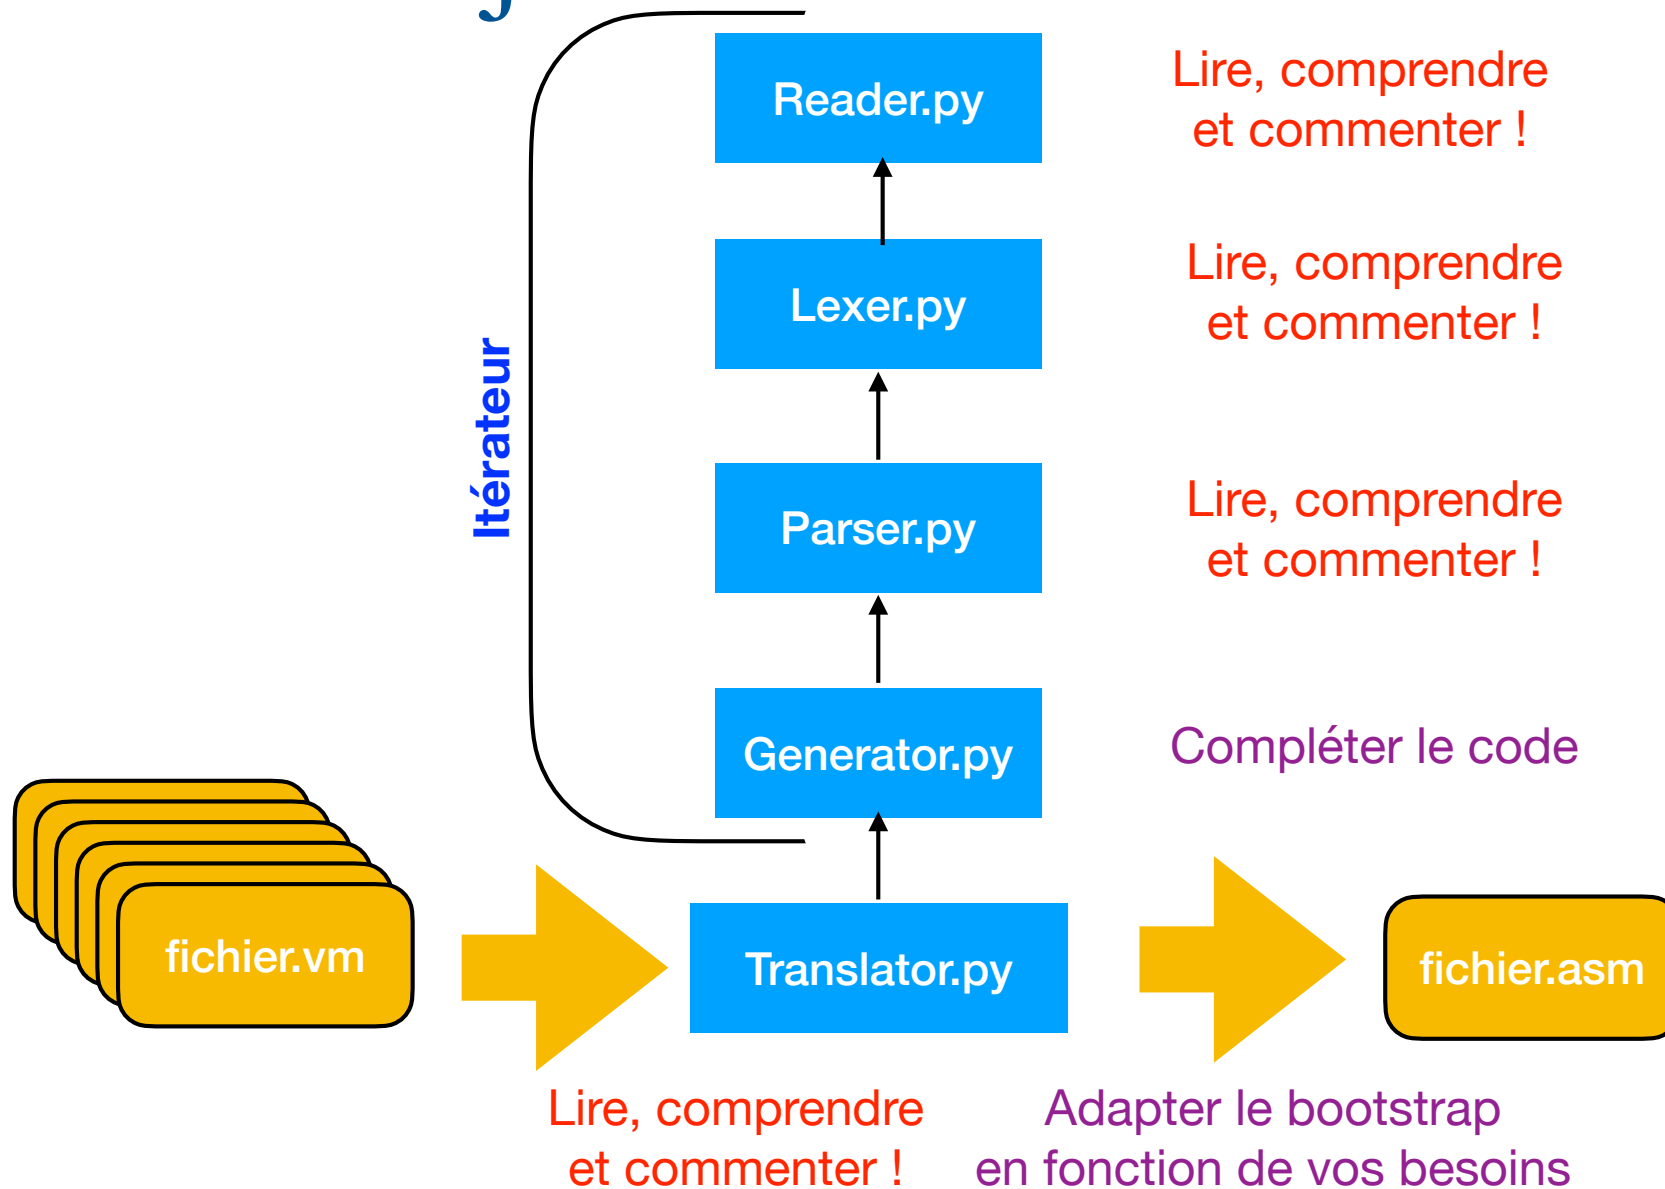 Reader.py
Lire, comprendre
et commenter !
Lexer.py
Lire, comprendre
et commenter !
Itérateur
Parser.py
Lire, comprendre
et commenter !
Generator.py
Compléter le code
fichier.vm
Translator.py
fichier.asm
Lire, comprendre
et commenter !
Adapter le bootstrap
en fonction de vos besoins